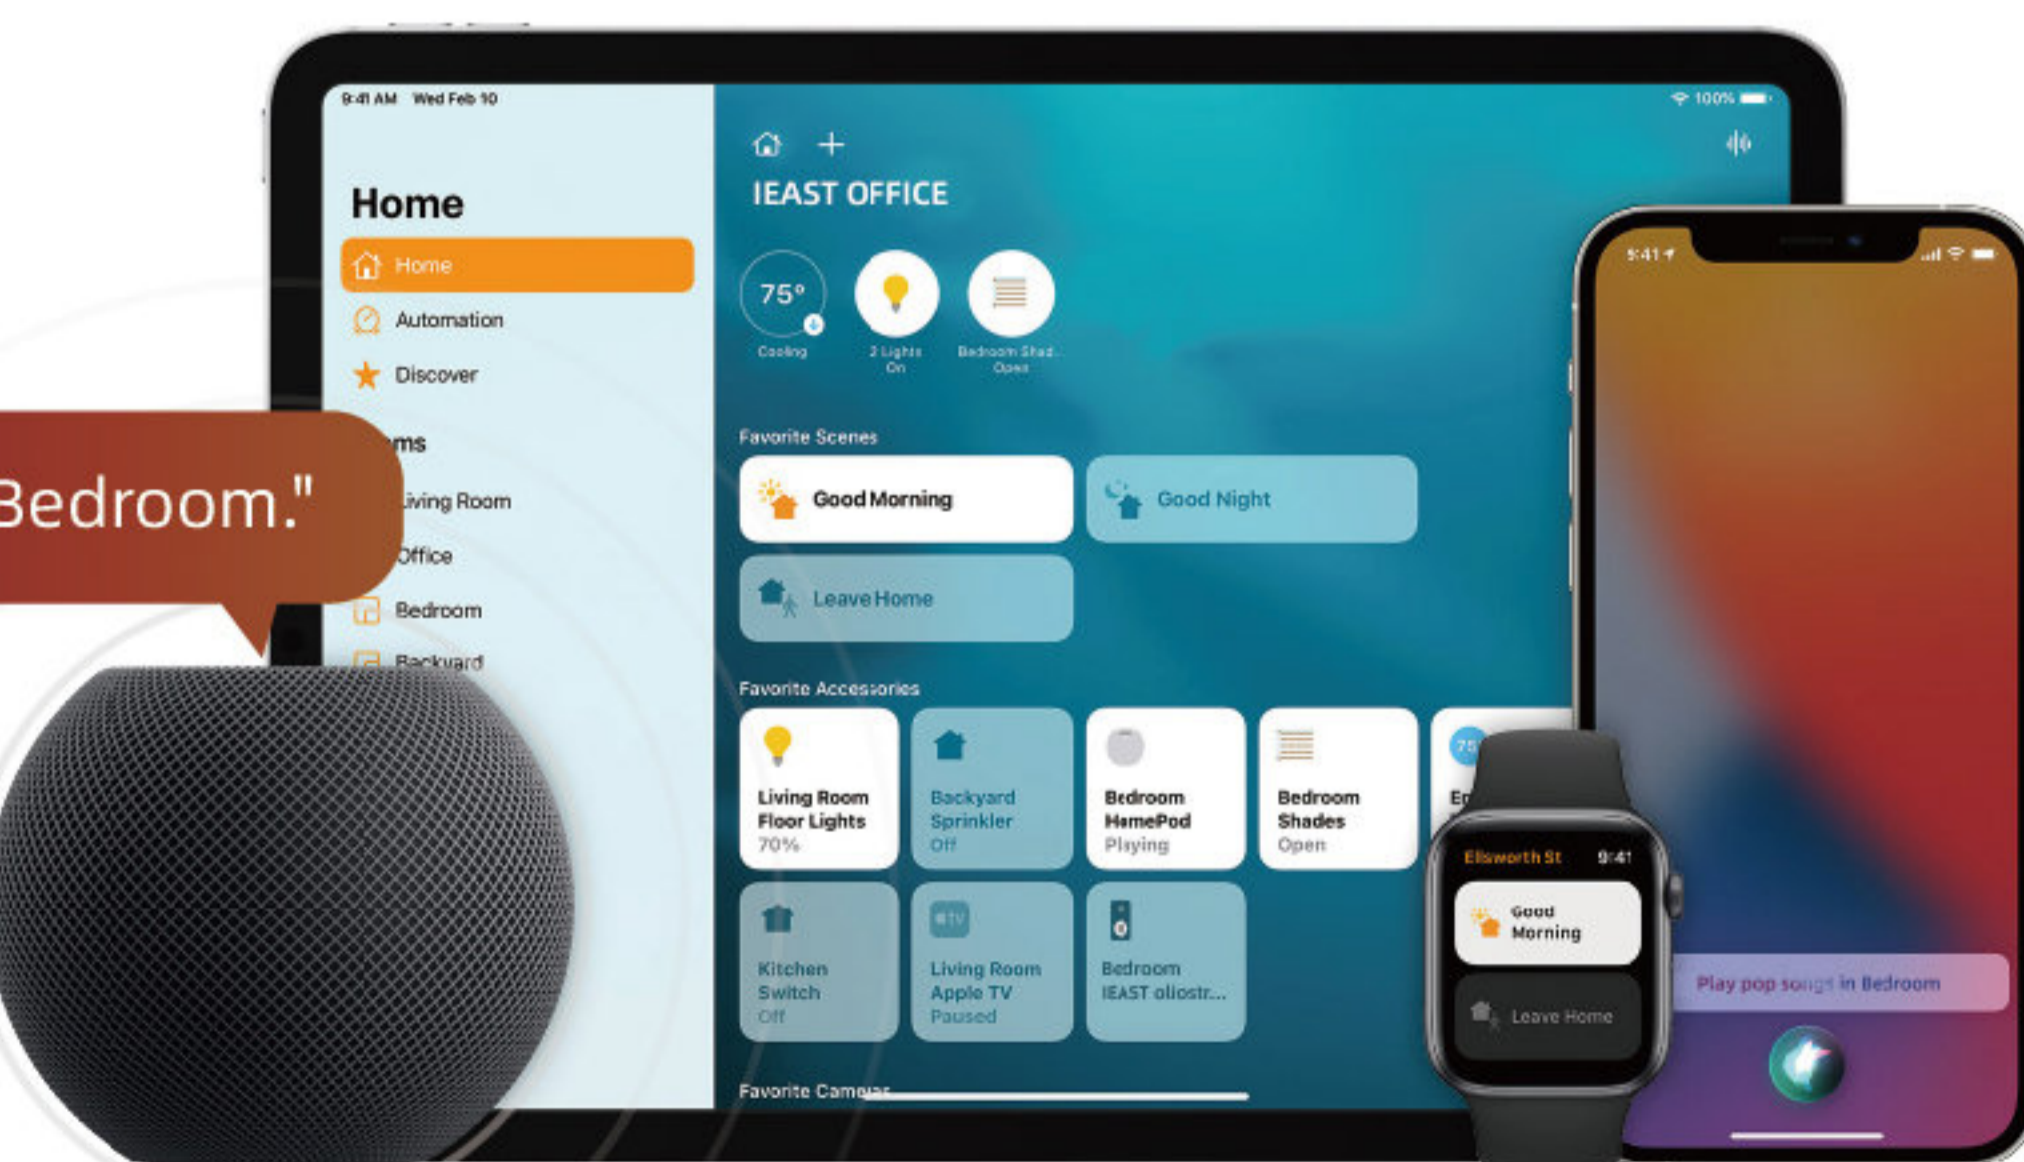 9:41 AM Wed Feb 10
100%
Home
Home
Automation
Discover
ms
Living Room
Office
Bedroom
Backyard
Bedroom."
IEAST OFFICE
75°
Cooling
2 Lights
On
Bedroom Shad...
Open
Favorite Scenes
Good Morning
Good Night
Leave Home
Favorite Accessories
Living Room
Floor Lights
70%
Backyard
Sprinkler
Off
Bedroom
HomePod
Playing
Bedroom
Shades
Open
75
Kitchen
Switch
Off
tv
Living Room
Apple TV
Paused
Bedroom
IEAST oliostr...
Favorite Cameras
Ellsworth St 9:41
Good
Morning
Leave Home
9:41
Play pop songs in Bedroom